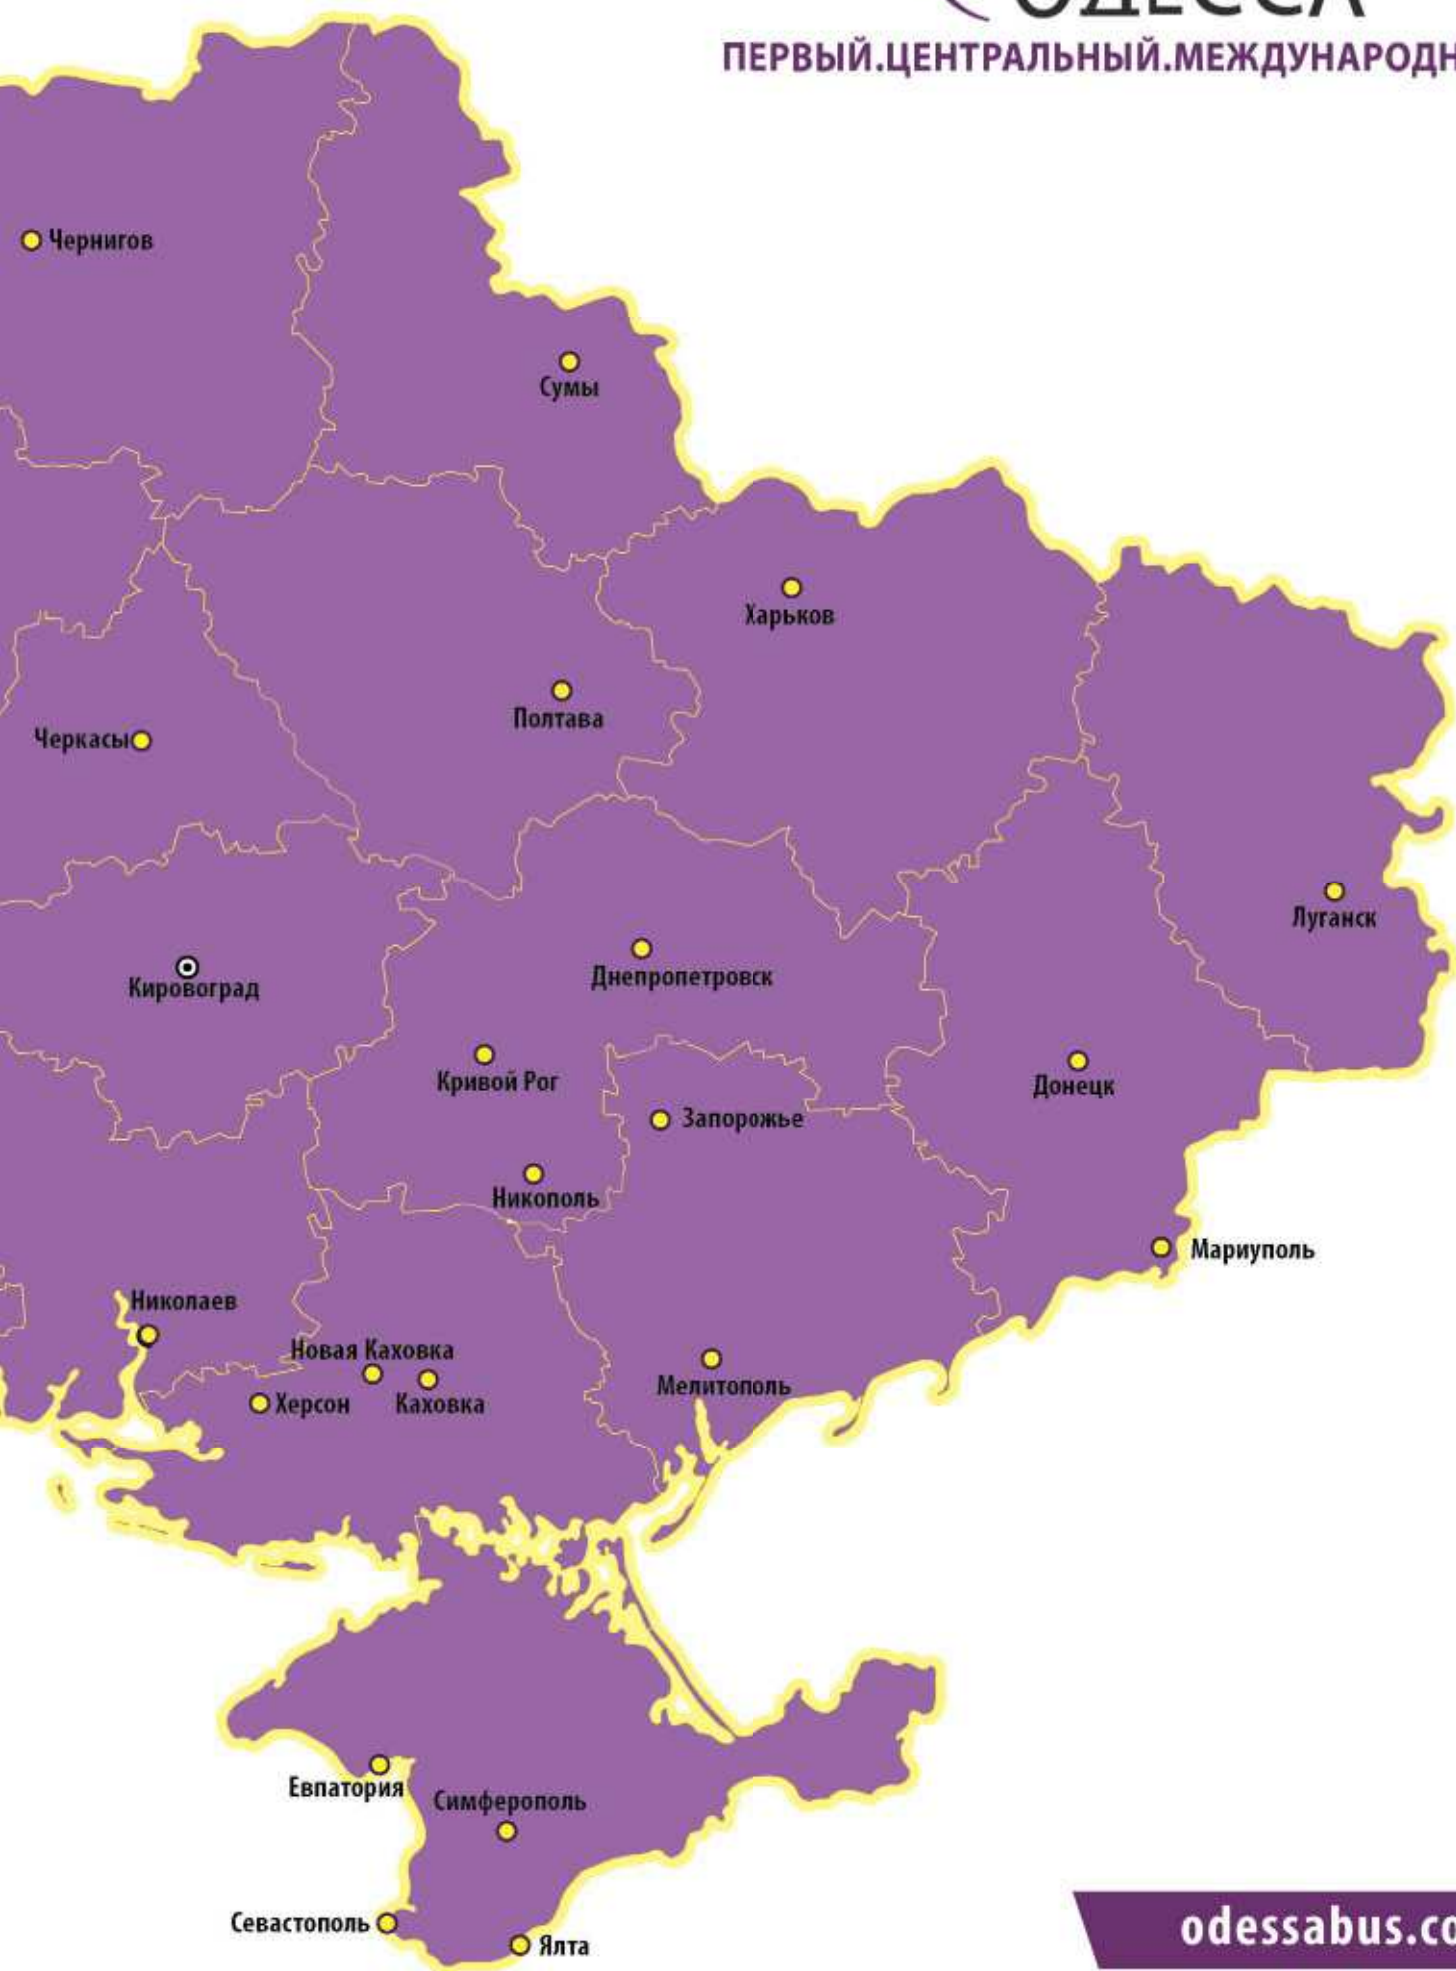 ОДЕССА
ПЕРВЫЙ.ЦЕНТРАЛЬНЫЙ.МЕЖДУНАРОДН
Чернигов
Сумы
Харьков
Полтава
Черкасы
Луганск
Днепропетровск
Кировоград
Кривой Рог
Донецк
Запорожье
Никополь
Мариуполь
Николаев
Новая Каховка
Мелитополь
Херсон
Каховка
Евпатория
Симферополь
Севастополь
Ялта
odessabus.co